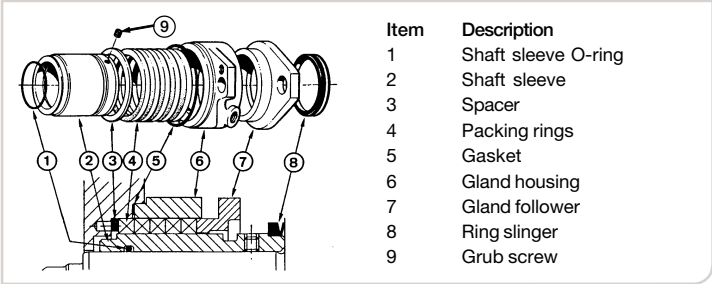 9
1 2 3 4 5 6 7 8
Item Description
1 Shaft sleeve O-ring
2 Shaft sleeve
3 Spacer
4 Packing rings
5 Gasket
6 Gland housing
7 Gland follower
8 Ring slinger
9 Grub screw